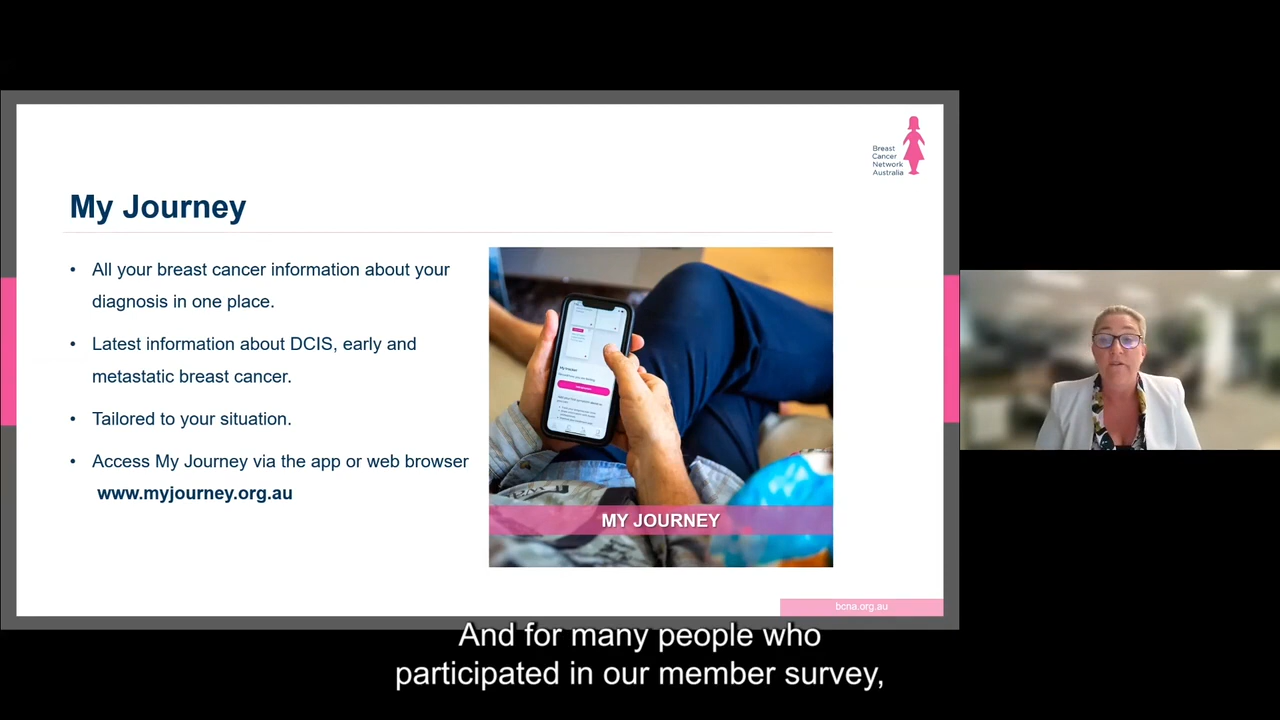 Breast
Cancer
Network
Australia
My Journey
• All your breast cancer information about your
diagnosis in one place.
• Latest information about DCIS, early and
metastatic breast cancer.
• Tailored to your situation.
• Access My Journey via the app or web browser
www.myjourney.org.au
MY JOURNEY
bcna.org.au
And for many people who
participated in our member survey,